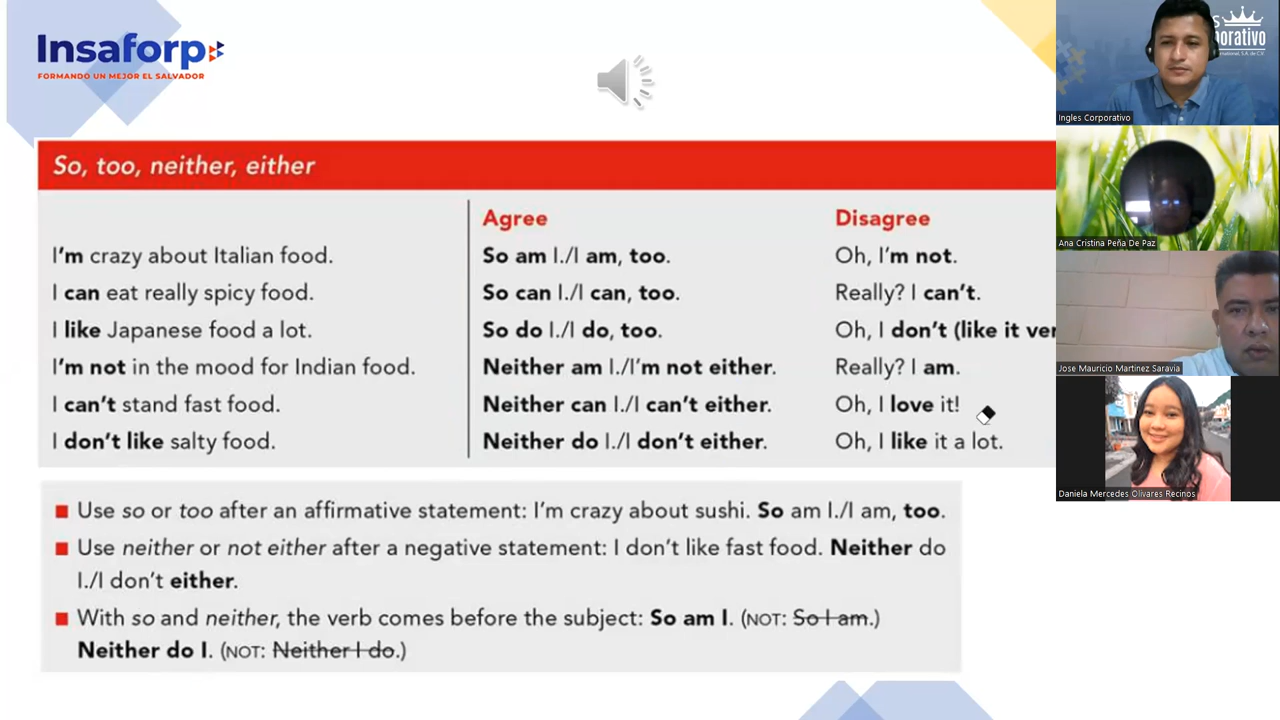 Insaforp
FORMANDO UN MEJOR EL SALVADOR
So, too, neither, either
Agree Disagree
I'm crazy about Italian food. So am I./I am, too. Oh, I'm not.
I can eat really spicy food. So can I./I can, too. Really? I can't.
I like Japanese food a lot. So do I./I do, too. Oh, I don't (like it ver
I'm not in the mood for Indian food. Neither am I./I'm not either. Really? I am.
I can't stand fast food. Neither can I./I can't either. Oh, I love it!
I don't like salty food. Neither do I./I don't either. Oh, I like it a lot.
Use so or too after an affirmative statement: I'm crazy about sushi. So am I./I am, too.
Use neither or not either after a negative statement: I don't like fast food. Neither do
I./I don't either.
With so and neither, the verb comes before the subject: So am I. (NOT: So I am.)
Neither do I. (NOT: Neither I do.)
Ingles Corporativo
Ana Cristina Peña De Paz
Jose Mauricio Martinez Saravia
Daniela Mercedes Olivares Recinos